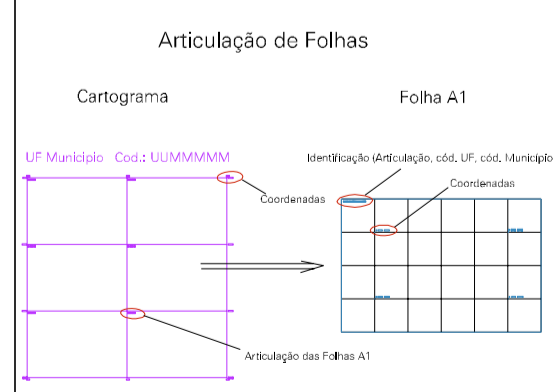 Articulação de Folhas
Cartograma
Folha A1
UF Municipio Cod.: UUMMMMM
Identificação (Articulação, cód. UF, cód. Município
Coordenadas
Coordenadas
Articulação das Folhas A1